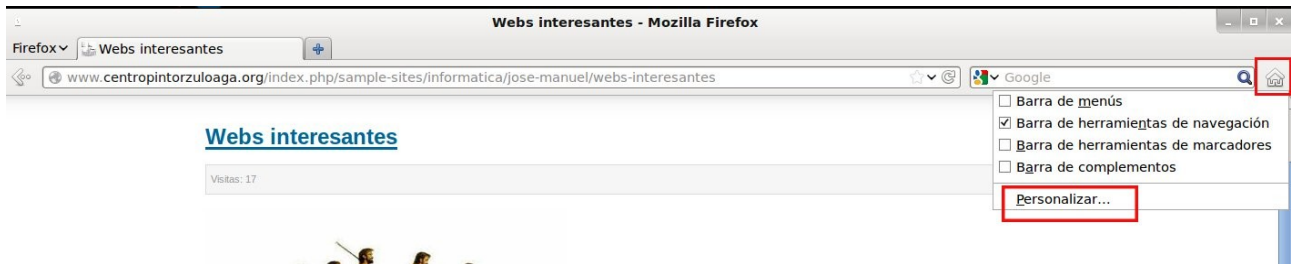 Webs interesantes - Mozilla Firefox
Firefox
Webs interesantes
www.centropintorzuloaga.org/index.php/sample-sites/informatica/jose-manuel/webs-interesantes
Google
Barra de menús
Barra de herramientas de navegación
Barra de herramientas de marcadores
Barra de complementos
Personalizar...
Webs interesantes
Visitas: 17